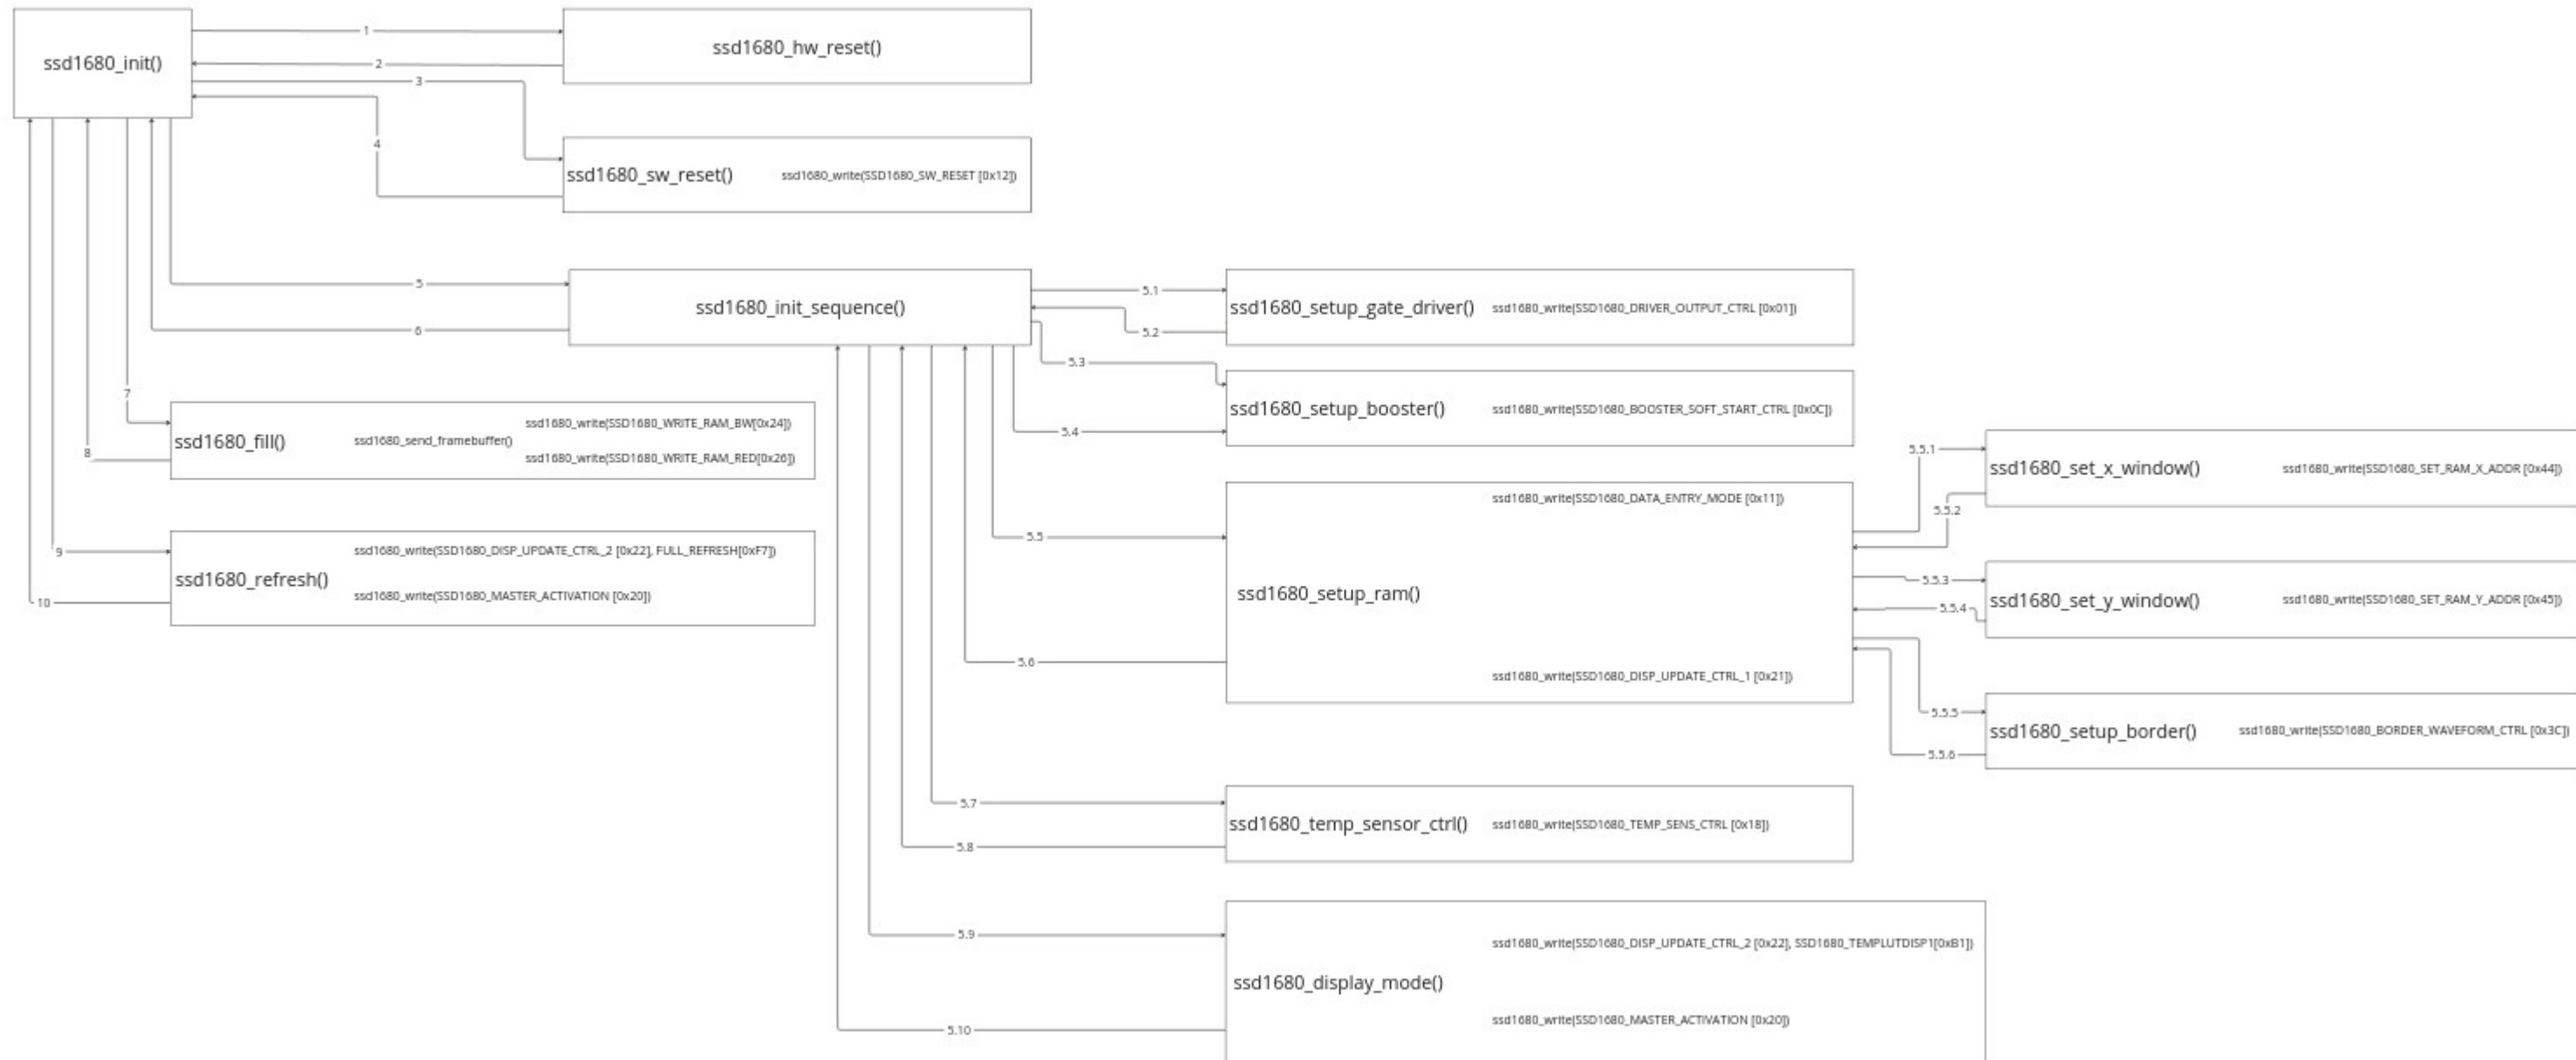 ssd1680_init()
1
2
3
4
ssd1680_hw_reset()
ssd1680_sw_reset() ssd1680_write(SSD1680_SW_RESET [0x12])
5
6
ssd1680_init_sequence()
5.1
5.2
5.3
5.4
ssd1680_setup_gate_driver() ssd1680_write(SSD1680_DRIVER_OUTPUT_CTRL [0x01])
ssd1680_setup_booster() ssd1680_write(SSD1680_BOOSTER_SOFT_START_CTRL [0x0C])
7
8
ssd1680_fill()
ssd1680_send_framebuffer()
ssd1680_write(SSD1680_WRITE_RAM_BW[0x24])
ssd1680_write(SSD1680_WRITE_RAM_RED[0x26])
9
10
ssd1680_refresh()
ssd1680_write(SSD1680_DISP_UPDATE_CTRL_2 [0x22], FULL_REFRESH[0xF7])
ssd1680_write(SSD1680_MASTER_ACTIVATION [0x20])
5.5
5.6
ssd1680_write(SSD1680_DATA_ENTRY_MODE [0x11])
ssd1680_setup_ram()
ssd1680_write(SSD1680_DISP_UPDATE_CTRL_1 [0x21])
5.5.1
5.5.2
ssd1680_set_x_window() ssd1680_write(SSD1680_SET_RAM_X_ADDR [0x44])
5.5.3
5.5.4
ssd1680_set_y_window() ssd1680_write(SSD1680_SET_RAM_Y_ADDR [0x45])
5.5.5
5.5.6
ssd1680_setup_border() ssd1680_write(SSD1680_BORDER_WAVEFORM_CTRL [0x3C])
5.7
5.8
ssd1680_temp_sensor_ctrl() ssd1680_write(SSD1680_TEMP_SENS_CTRL [0x18])
5.9
5.10
ssd1680_write(SSD1680_DISP_UPDATE_CTRL_2 [0x22], SSD1680_TEMPLUTDISP1[0xB1])
ssd1680_display_mode()
ssd1680_write(SSD1680_MASTER_ACTIVATION [0x20])